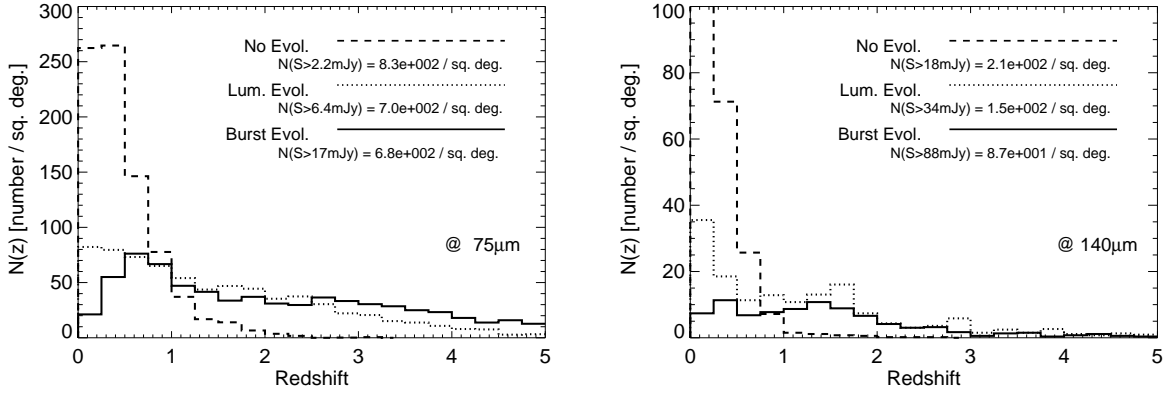 300
250
200
150
100
50
0
N(z) [number / sq. deg.]
No Evol.
N(S>2.2mJy) = 8.3e+002 / sq. deg.
Lum. Evol.
N(S>6.4mJy) = 7.0e+002 / sq. deg.
Burst Evol.
N(S>17mJy) = 6.8e+002 / sq. deg.
@ 75μm
0 1 2 3 4 5
Redshift
100
80
60
40
20
0
N(z) [number / sq. deg.]
No Evol.
N(S>18mJy) = 2.1e+002 / sq. deg.
Lum. Evol.
N(S>34mJy) = 1.5e+002 / sq. deg.
Burst Evol.
N(S>88mJy) = 8.7e+001 / sq. deg.
@ 140μm
0 1 2 3 4 5
Redshift